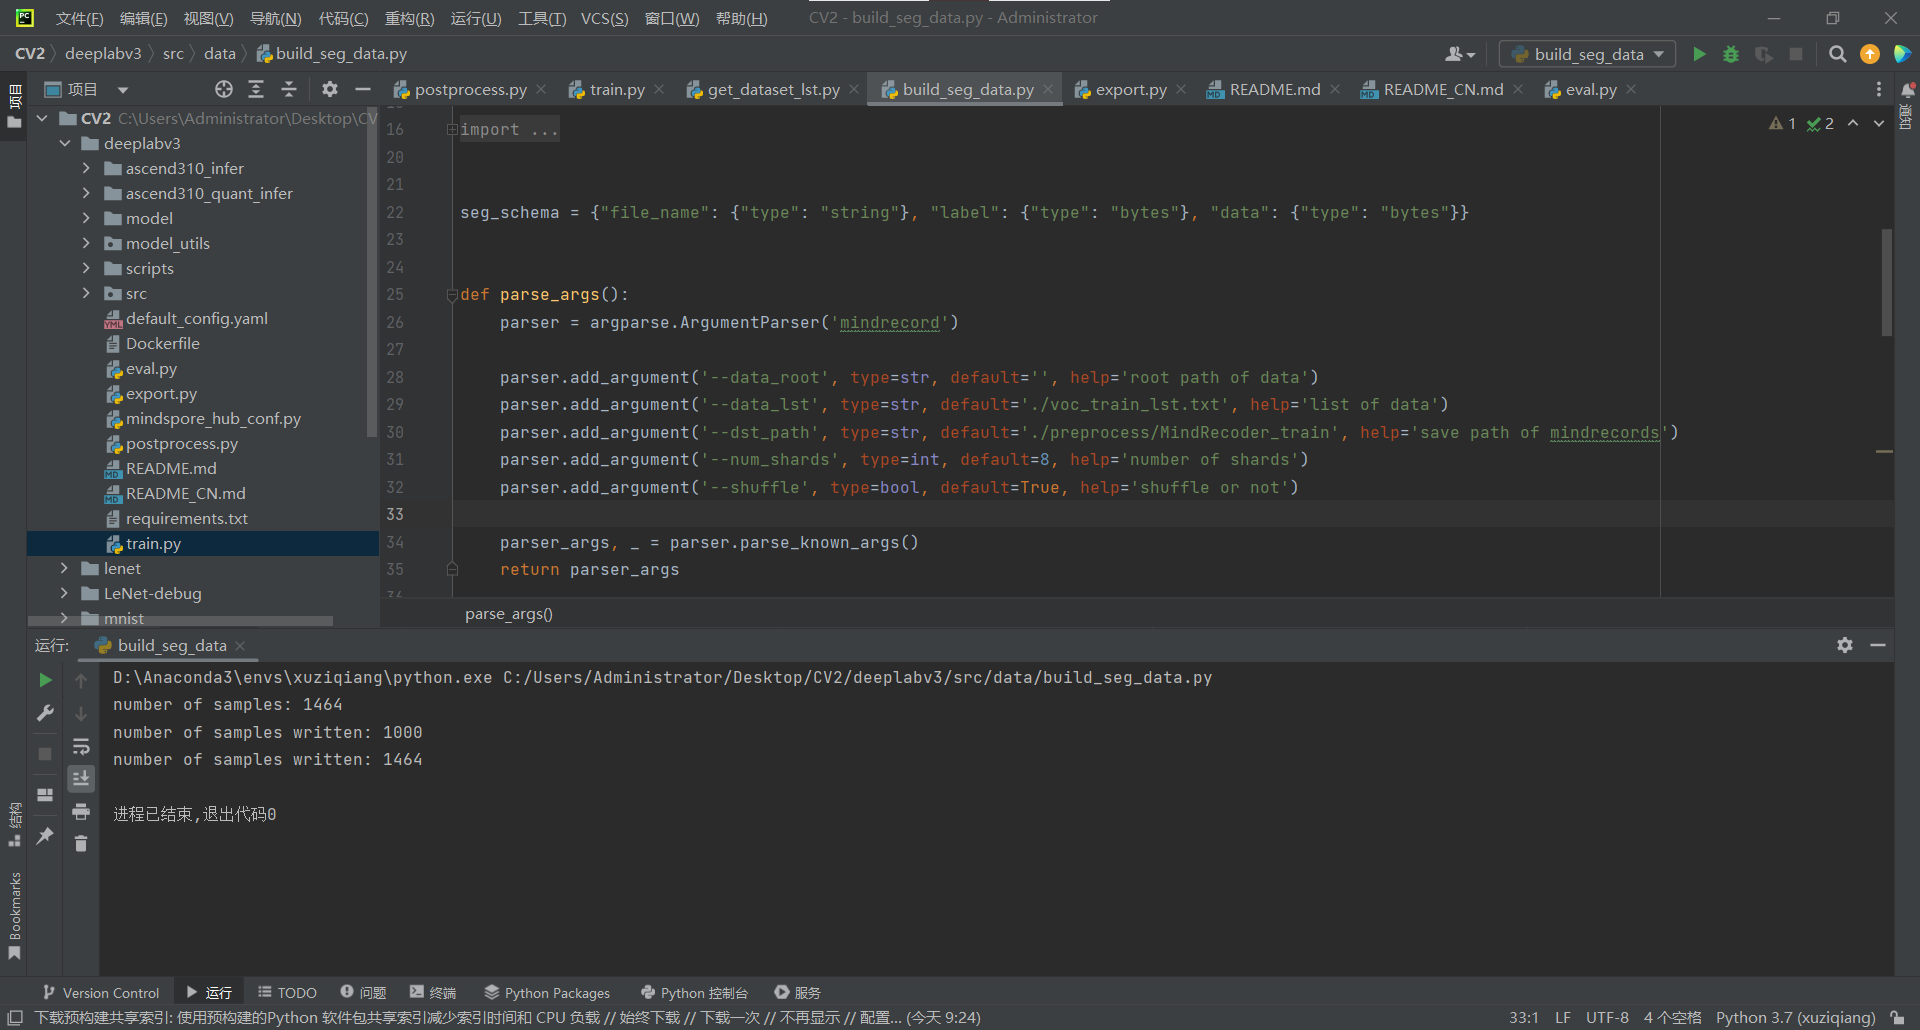 文件(F) 编辑(E) 视图(V) 导航(N) 代码(C) 重构(R) 运行(U) 工具(T) VCS(S) 窗口(W) 帮助(H) CV2 - build_seg_data.py - Administrator
CV2 deeplabv3 src data build_seg_data.py build_seg_data
项目 postprocess.py train.py get_dataset_lst.py build_seg_data.py export.py README.md README_CN.md eval.py
项目
通知
CV2 C:\Users\Administrator\Desktop\CV
deeplabv3
ascend310_infer
ascend310_quant_infer
model
model_utils
scripts
src
default_config.yaml
Dockerfile
eval.py
export.py
mindspore_hub_conf.py
postprocess.py
README.md
README_CN.md
requirements.txt
train.py
lenet
LeNet-debug
mnist
1 2
16 import ...
20
21
22 seg_schema = {"file_name": {"type": "string"}, "label": {"type": "bytes"}, "data": {"type": "bytes"}}
23
24
25 def parse_args():
26 parser = argparse.ArgumentParser('mindrecord')
27
28 parser.add_argument('--data_root', type=str, default='', help='root path of data')
29 parser.add_argument('--data_lst', type=str, default='./voc_train_lst.txt', help='list of data')
30 parser.add_argument('--dst_path', type=str, default='./preprocess/MindRecoder_train', help='save path of mindrecords')
31 parser.add_argument('--num_shards', type=int, default=8, help='number of shards')
32 parser.add_argument('--shuffle', type=bool, default=True, help='shuffle or not')
33
34 parser_args, _ = parser.parse_known_args()
35 return parser_args
parse_args()
运行: build_seg_data
D:\Anaconda3\envs\xuziqiang\python.exe C:/Users/Administrator/Desktop/CV2/deeplabv3/src/data/build_seg_data.py
number of samples: 1464
number of samples written: 1000
number of samples written: 1464
进程已结束,退出代码0
结构
Bookmarks
Version Control 运行 TODO 问题 终端 Python Packages Python 控制台 服务
下载预构建共享索引: 使用预构建的Python 软件包共享索引减少索引时间和 CPU 负载 // 始终下载 // 下载一次 // 不再显示 // 配置... (今天 9:24) 33:1 LF UTF-8 4 个空格 Python 3.7 (xuziqiang)